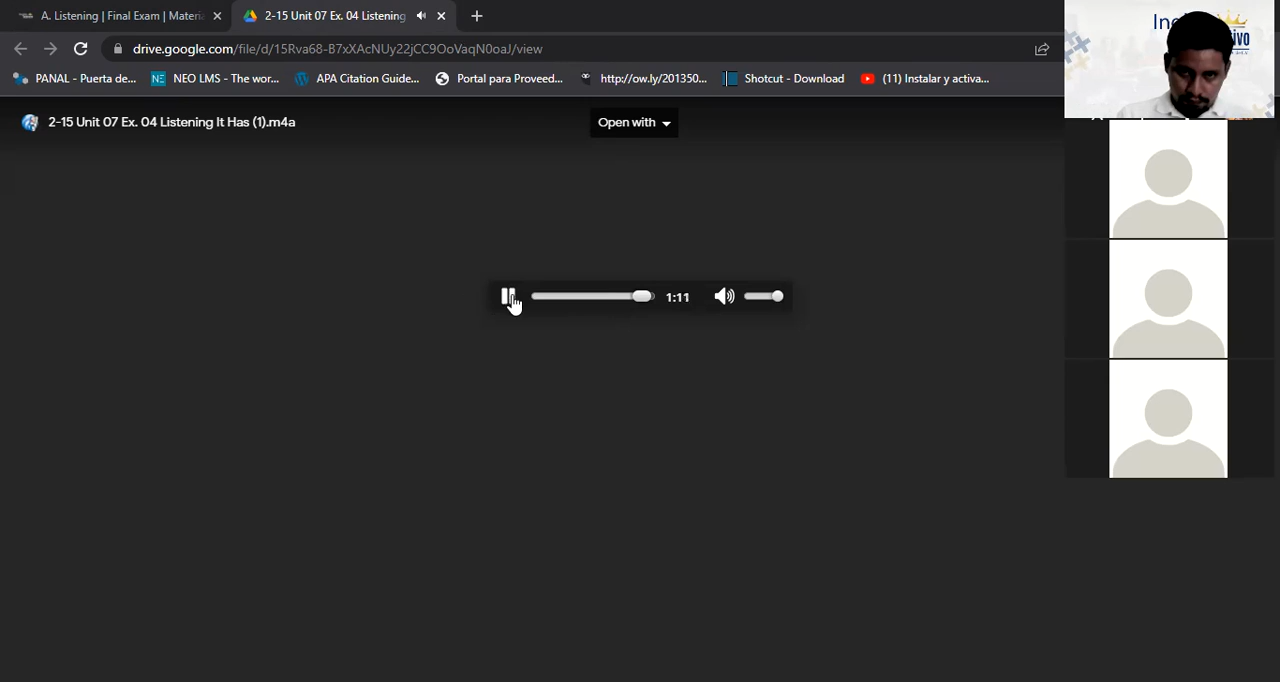 A. Listening | Final Exam | Materi
2-15 Unit 07 Ex. 04 Listening
drive.google.com/file/d/15Rva68-B7xXAcNUy22jCC9OoVaqN0oaJ/view
PANAL - Puerta de...
NEO LMS - The wor...
APA Citation Guide...
Portal para Proveed...
http://ow.ly/201350...
Shotcut - Download
(11) Instalar y activa...
2-15 Unit 07 Ex. 04 Listening It Has (1).m4a
Open with
1:11